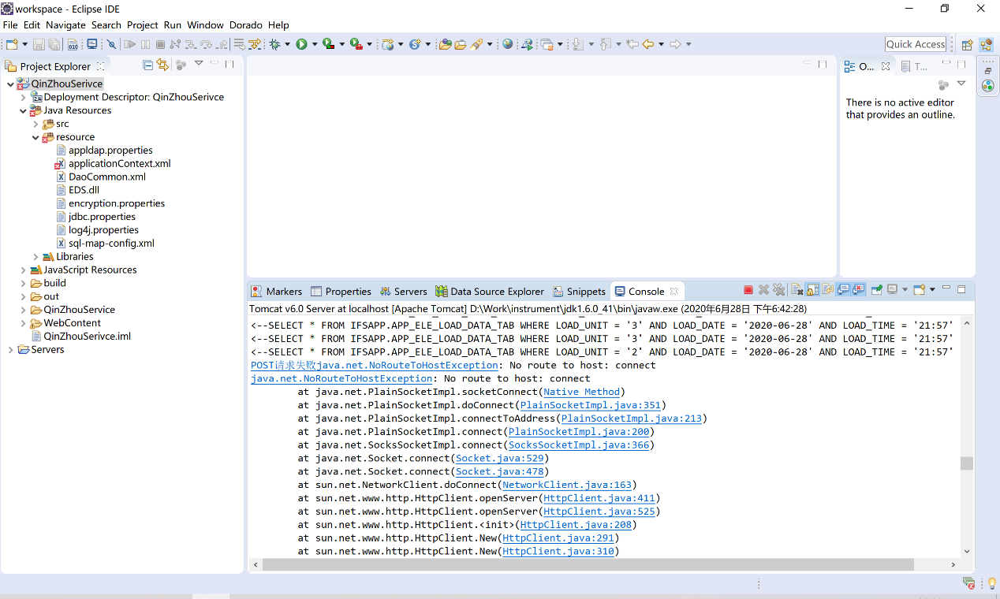 workspace - Eclipse IDE
File Edit Navigate Search Project Run Window Dorado Help
Quick Access
Project Explorer
QinZhouSerivce
Deployment Descriptor: QinZhouSerivce
Java Resources
src
resource
appldap.properties
applicationContext.xml
DaoCommon.xml
EDS.dll
encryption.properties
jdbc.properties
log4j.properties
sql-map-config.xml
Libraries
JavaScript Resources
build
out
QinZhouService
WebContent
QinZhouSerivce.iml
Servers
O... T...
There is no active editor
that provides an outline.
Markers Properties Servers Data Source Explorer Snippets Console
Tomcat v6.0 Server at localhost [Apache Tomcat] D:\Work\instrument\jdk1.6.0_41\bin\javaw.exe (2020年6月28日 下午6:42:28)
<--SELECT * FROM IFSAPP.APP_ELE_LOAD_DATA_TAB WHERE LOAD_UNIT = '3' AND LOAD_DATE = '2020-06-28' AND LOAD_TIME = '21:57'
<--SELECT * FROM IFSAPP.APP_ELE_LOAD_DATA_TAB WHERE LOAD_UNIT = '3' AND LOAD_DATE = '2020-06-28' AND LOAD_TIME = '21:57'
<--SELECT * FROM IFSAPP.APP_ELE_LOAD_DATA_TAB WHERE LOAD_UNIT = '2' AND LOAD_DATE = '2020-06-28' AND LOAD_TIME = '21:57'
POST请求失败java.net.NoRouteToHostException: No route to host: connect
java.net.NoRouteToHostException: No route to host: connect
at java.net.PlainSocketImpl.socketConnect(Native Method)
at java.net.PlainSocketImpl.doConnect(PlainSocketImpl.java:351)
at java.net.PlainSocketImpl.connectToAddress(PlainSocketImpl.java:213)
at java.net.PlainSocketImpl.connect(PlainSocketImpl.java:200)
at java.net.SocksSocketImpl.connect(SocksSocketImpl.java:366)
at java.net.Socket.connect(Socket.java:529)
at java.net.Socket.connect(Socket.java:478)
at sun.net.NetworkClient.doConnect(NetworkClient.java:163)
at sun.net.www.http.HttpClient.openServer(HttpClient.java:411)
at sun.net.www.http.HttpClient.openServer(HttpClient.java:525)
at sun.net.www.http.HttpClient.<init>(HttpClient.java:208)
at sun.net.www.http.HttpClient.New(HttpClient.java:291)
at sun.net.www.http.HttpClient.New(HttpClient.java:310)